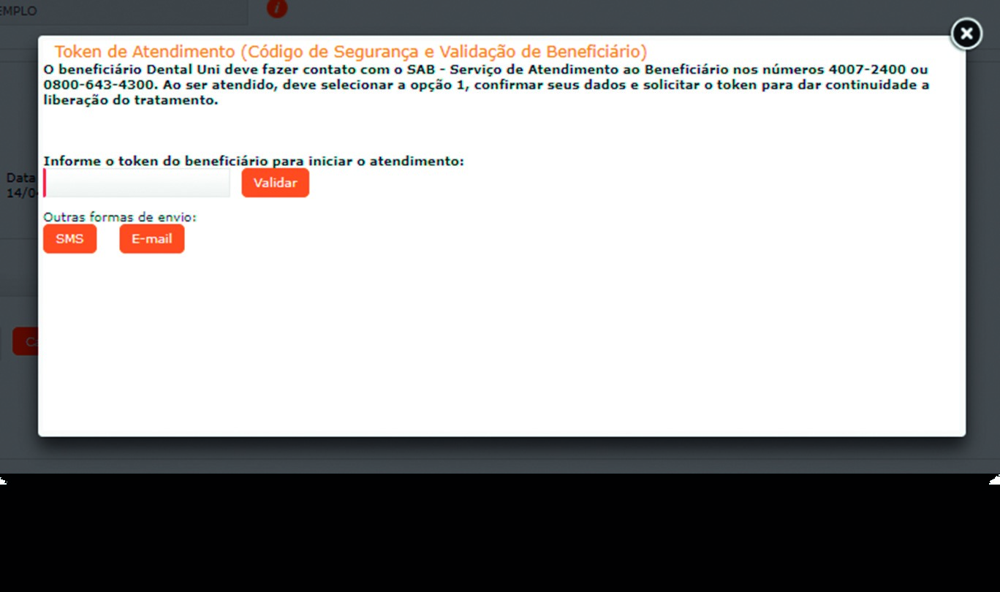 EMPLO
i
Token de Atendimento (Código de Segurança e Validação de Beneficiário)
O beneficiário Dental Uni deve fazer contato com o SAB - Serviço de Atendimento ao Beneficiário nos números 4007-2400 ou
0800-643-4300. Ao ser atendido, deve selecionar a opção 1, confirmar seus dados e solicitar o token para dar continuidade a
liberação do tratamento.
Informe o token do beneficiário para iniciar o atendimento:
Data
14/0
Validar
Outras formas de envio:
SMS E-mail
Ca